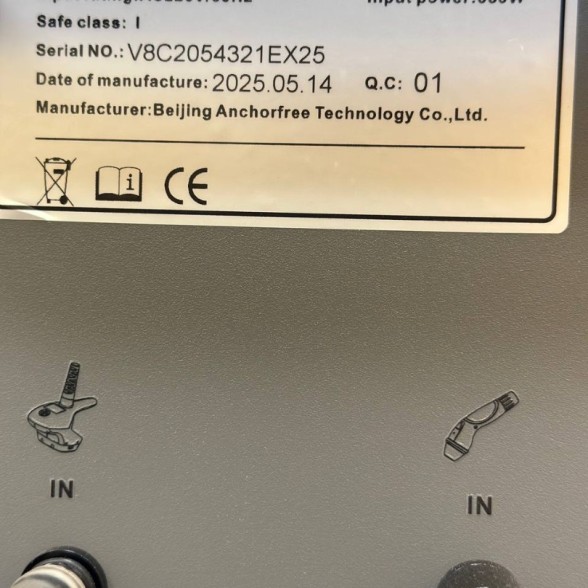 Safe class: I
Serial NO.: V8C2054321EX25
Date of manufacture: 2025.05.14 Q.C: 01
Manufacturer:Beijing Anchorfree Technology Co.,Ltd.
i CE
IN
IN